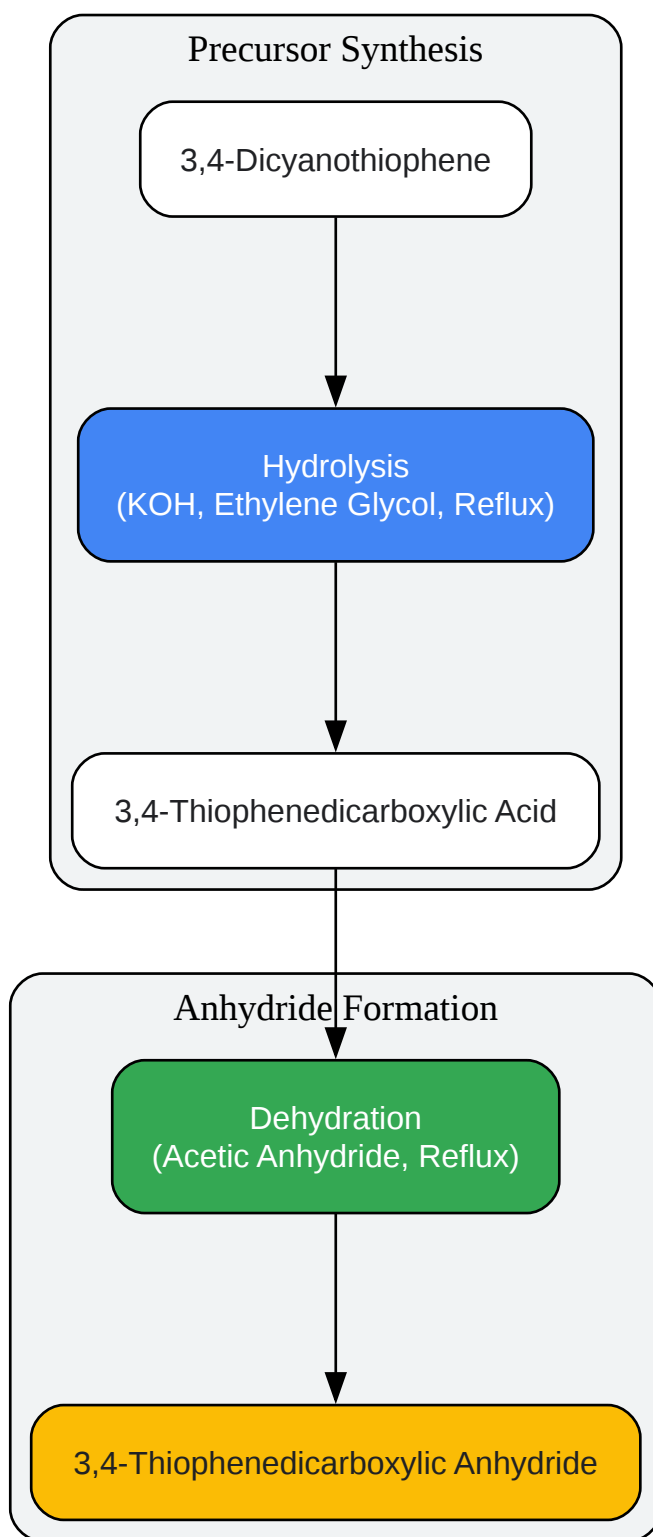 Precursor Synthesis
3,4-Dicyanothiophene
Hydrolysis
(KOH, Ethylene Glycol, Reflux)
3,4-Thiophenedicarboxylic Acid
Anhydride Formation
Dehydration
(Acetic Anhydride, Reflux)
3,4-Thiophenedicarboxylic Anhydride